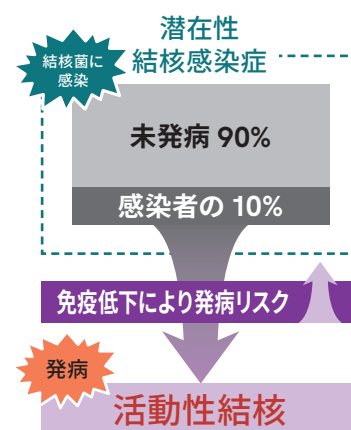 潜在性
結核感染症
結核菌に
感染
未発病 90%
感染者の 10%
免疫低下により発病リスク
発病
活動性結核